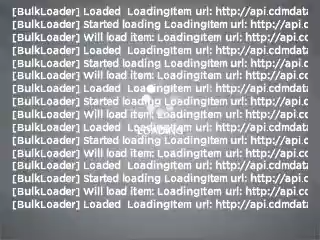 [BulkLoader] Loaded LoadingItem url: http://api.cdmdata
[BulkLoader] Started loading LoadingItem url: http://api.c
[BulkLoader] Will load item: LoadingItem url: http://api.cd
[BulkLoader] Loaded LoadingItem url: http://api.cdmdata
[BulkLoader] Started loading LoadingItem url: http://api.c
[BulkLoader] Will load item: LoadingItem url: http://api.cd
[BulkLoader] Loaded LoadingItem url: http://api.cdmdata
[BulkLoader] Started loading LoadingItem url: http://api.c
[BulkLoader] Will load item: LoadingItem url: http://api.cd
[BulkLoader] Loaded LoadingItem url: http://api.cdmdata
LOADING
[BulkLoader] Started loading LoadingItem url: http://api.c
[BulkLoader] Will load item: LoadingItem url: http://api.cd
[BulkLoader] Loaded LoadingItem url: http://api.cdmdata
[BulkLoader] Started loading LoadingItem url: http://api.c
[BulkLoader] Will load item: LoadingItem url: http://api.cd
[BulkLoader] Loaded LoadingItem url: http://api.cdmdata